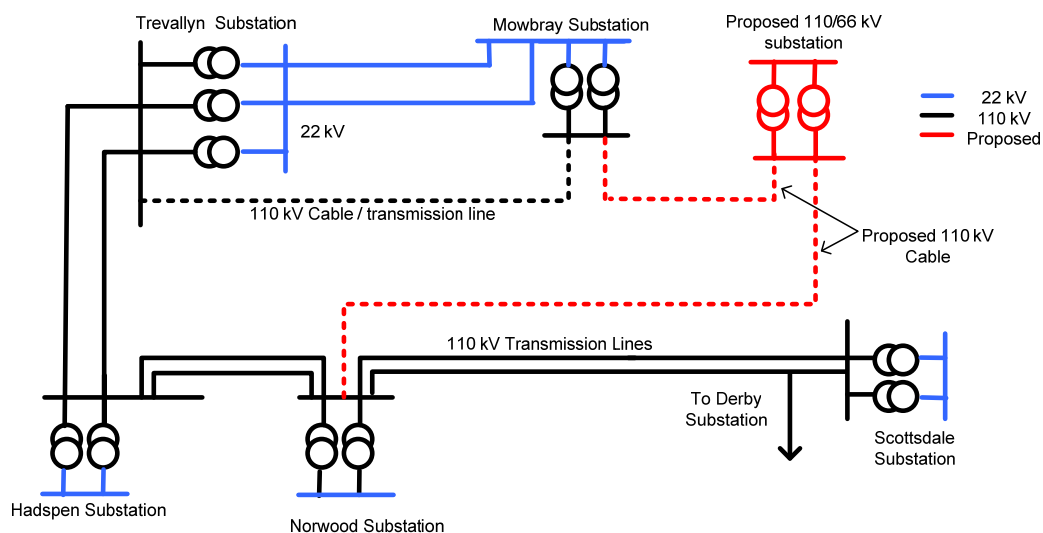 Trevallyn Substation
Mowbray Substation
Proposed 110/66 kV
substation
22 kV
110 kV
Proposed
22 kV
110 kV Cable / transmission line
Proposed 110 kV
Cable
110 kV Transmission Lines
To Derby
Substation
Scottsdale
Substation
Hadspen Substation
Norwood Substation